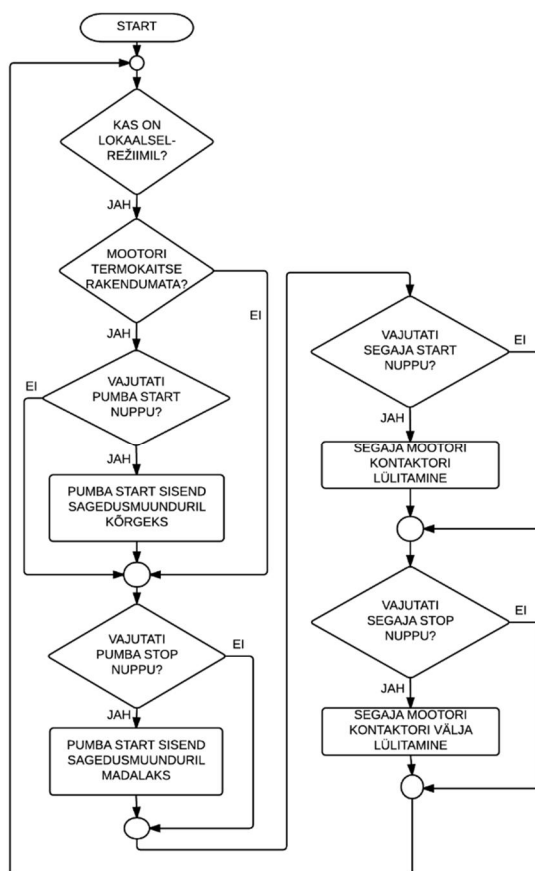 START
KAS ON
LOKAALSEL-
REŽIIMIL?
JAH
MOOTORI
TERMOKAITSE
RAKENDUMATA?
EI
JAH
VAJUTATI
PUMBA START
NUPPU?
EI
JAH
PUMBA START SISEND
SAGEDUSMUUNDURIL
KÕRGEKS
VAJUTATI
PUMBA STOP
NUPPU?
EI
JAH
PUMBA START SISEND
SAGEDUSMUUNDURIL
MADALAKS
VAJUTATI
SEGAJA START
NUPPU?
EI
JAH
SEGAJA MOOTORI
KONTAKTORI
LÜLITAMINE
VAJUTATI
SEGAJA STOP
NUPPU?
EI
JAH
SEGAJA MOOTORI
KONTAKTORI VÄLJA
LÜLITAMINE